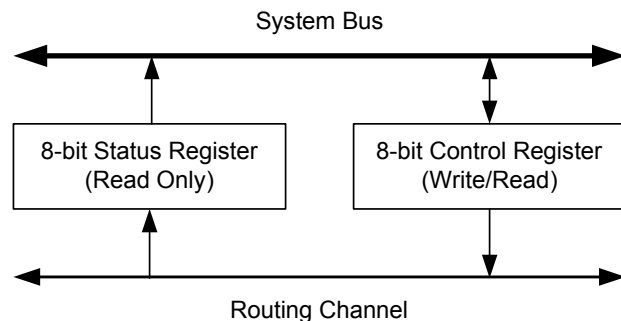 System Bus
8-bit Status Register
(Read Only)
8-bit Control Register
(Write/Read)
Routing Channel